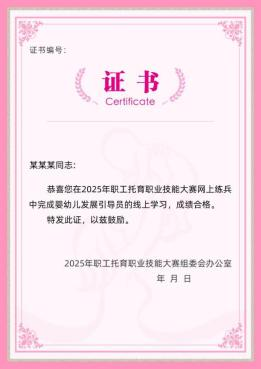 证书编号：
证书
Certificate
某某某同志：
恭喜您在2025年职工托育职业技能大赛网上练兵
中完成婴幼儿发展引导员的线上学习，成绩合格。
特发此证，以兹鼓励。
2025年职工托育职业技能大赛组委会办公室
年 月 日